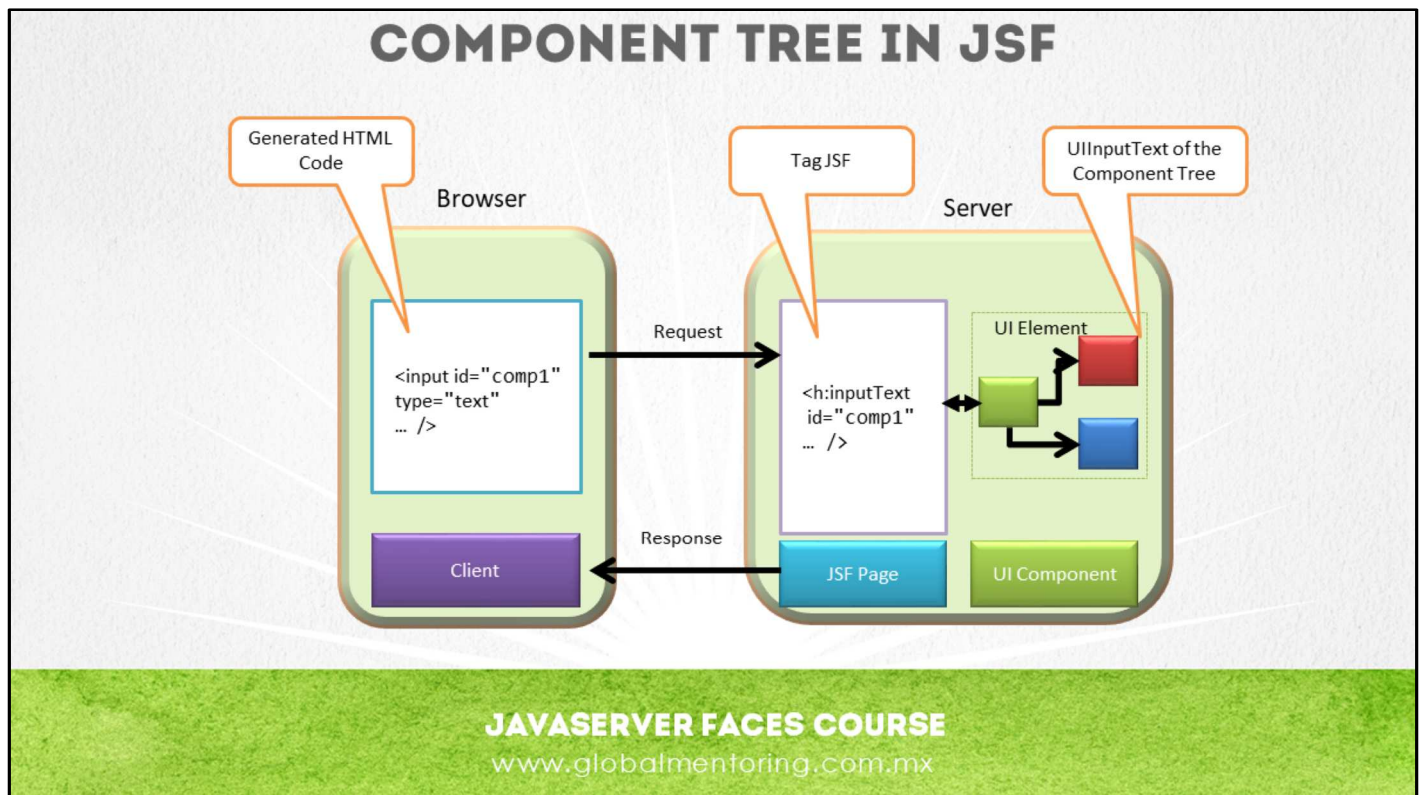 COMPONENT TREE IN JSF
Generated HTML
Code
Tag JSF
UIInputText of the
Component Tree
Browser
Server
<input id="comp1"
type="text"
… />
Request
<h:inputText
id="comp1"
… />
UI Element
Response
Client
JSF Page
UI Component
JAVASERVER FACES COURSE
www.globalmentoring.com.mx